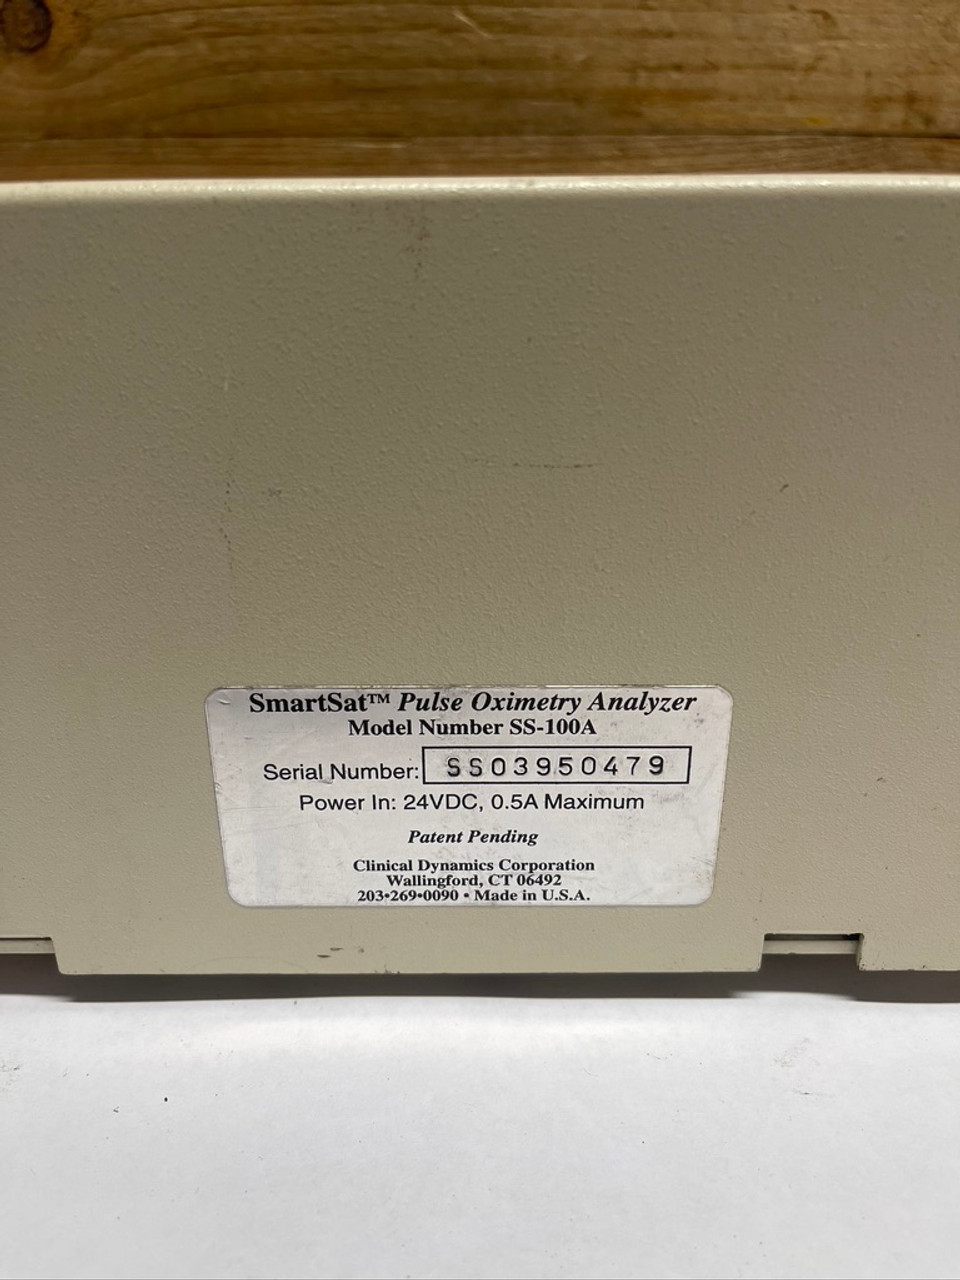 SmartSat™ Pulse Oximetry Analyzer
Model Number SS-100A
Serial Number: SS03950479
Power In: 24VDC, 0.5A Maximum
Patent Pending
Clinical Dynamics Corporation
Wallingford, CT 06492
203•269•0090 • Made in U.S.A.